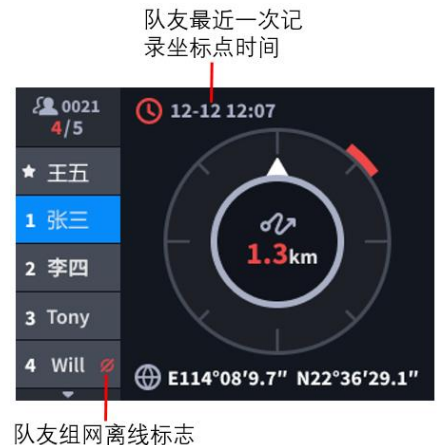 队友最近一次记
录坐标点时间
0021
4/5
12-12 12:07
王五
1 张三
2 李四
3 Tony
4 Will
1.3km
E114°08'9.7" N22°36'29.1"
队友组网离线标志